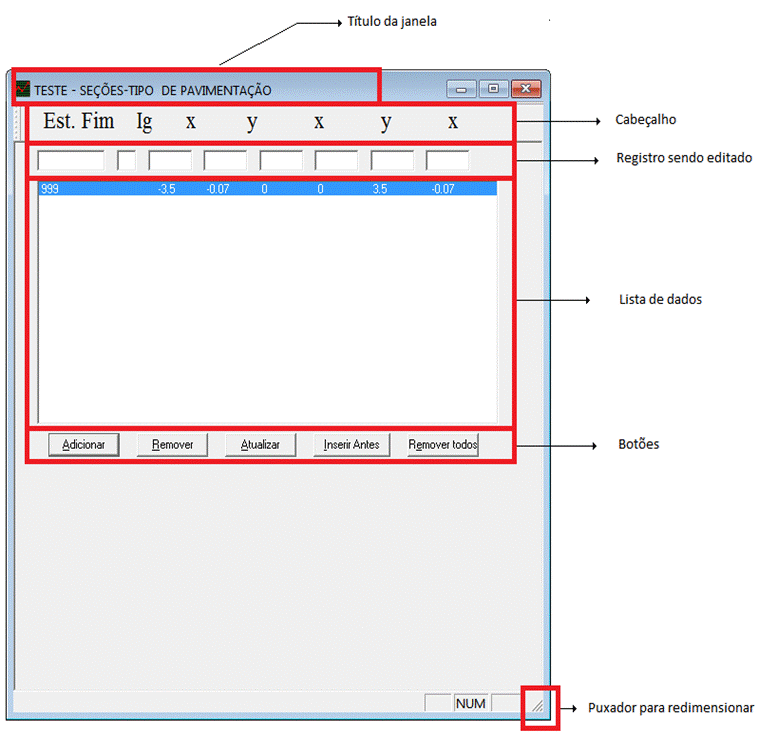 Título da janela
TESTE - SEÇÕES-TIPO DE PAVIMENTAÇÃO
Est. Fim Ig x y x y x
Cabeçalho
Registro sendo editado
999 -3.5 -0.07 0 0 3.5 -0.07
Lista de dados
Adicionar Remover Atualizar Inserir Antes Remover todos
Botões
NUM
Puxador para redimensionar